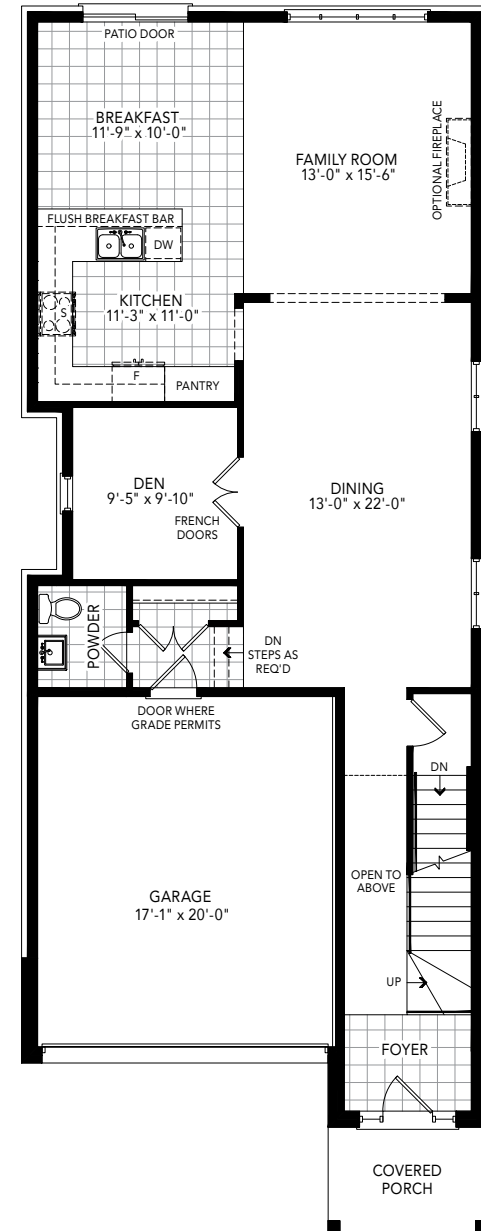 PATIO DOOR
BREAKFAST
11'-9" x 10'-0"
FAMILY ROOM
13'-0" x 15'-6"
OPTIONAL FIREPLACE
FLUSH BREAKFAST BAR
DW
KITCHEN
11'-3" x 11'-0"
S
F
PANTRY
DEN
9'-5" x 9'-10"
FRENCH
DOORS
DINING
13'-0" x 22'-0"
POWDER
DN
STEPS AS
REQ'D
DOOR WHERE
GRADE PERMITS
DN
GARAGE
17'-1" x 20'-0"
OPEN TO
ABOVE
UP
FOYER
COVERED
PORCH